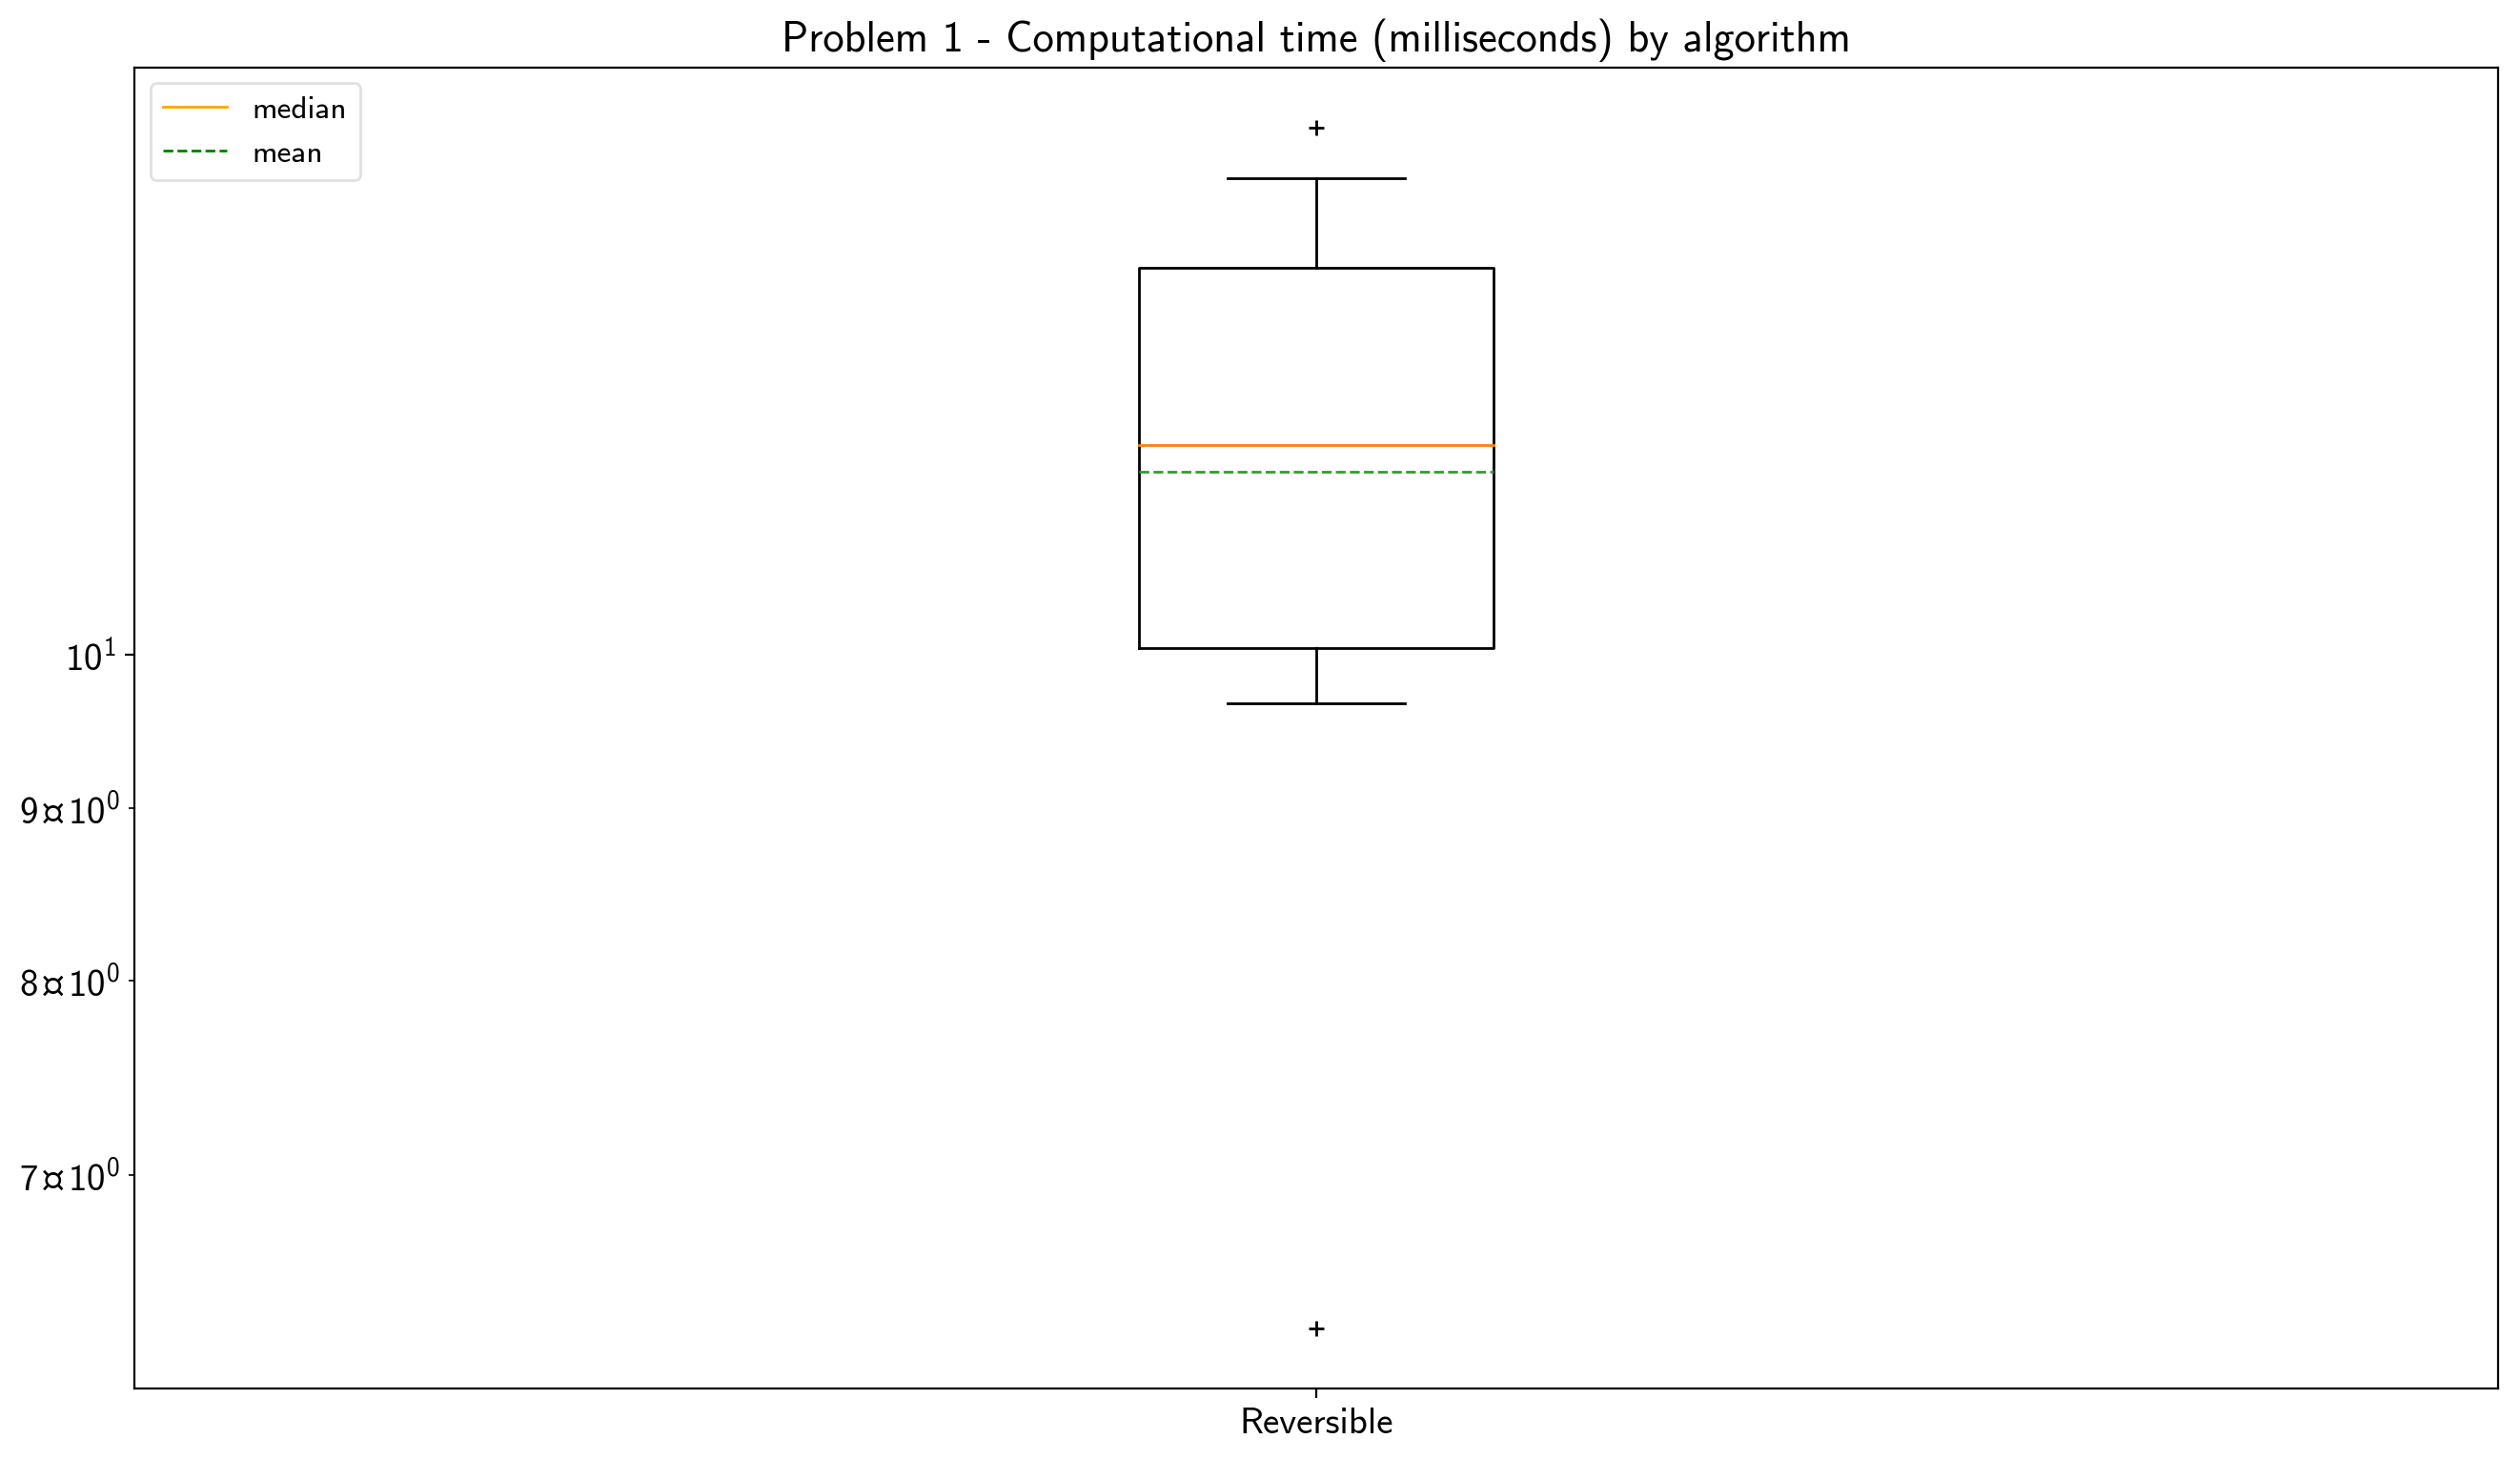 Problem 1 - Computational time (milliseconds) by algorithm
median
mean
10¹
9¤10⁰
8¤10⁰
7¤10⁰
Reversible